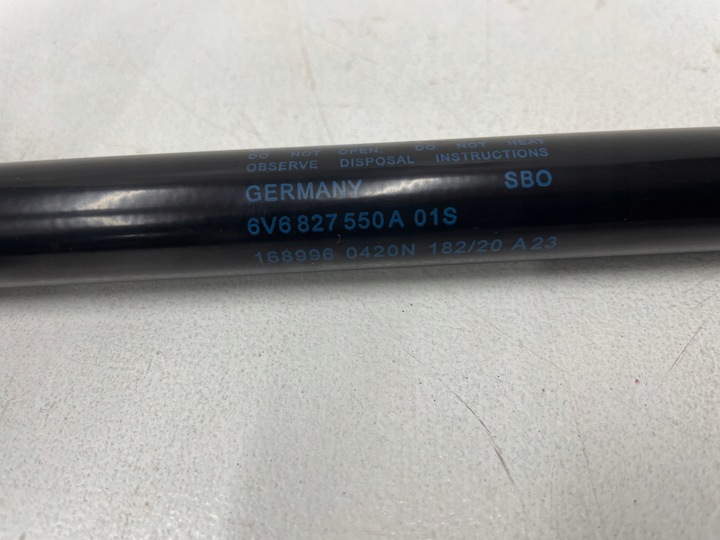 DO NOT OPEN, DO NOT HEAT
OBSERVE DISPOSAL INSTRUCTIONS
GERMANY SBO
6V6 827 550 A 01S
168996 0420N 182/20 A 23